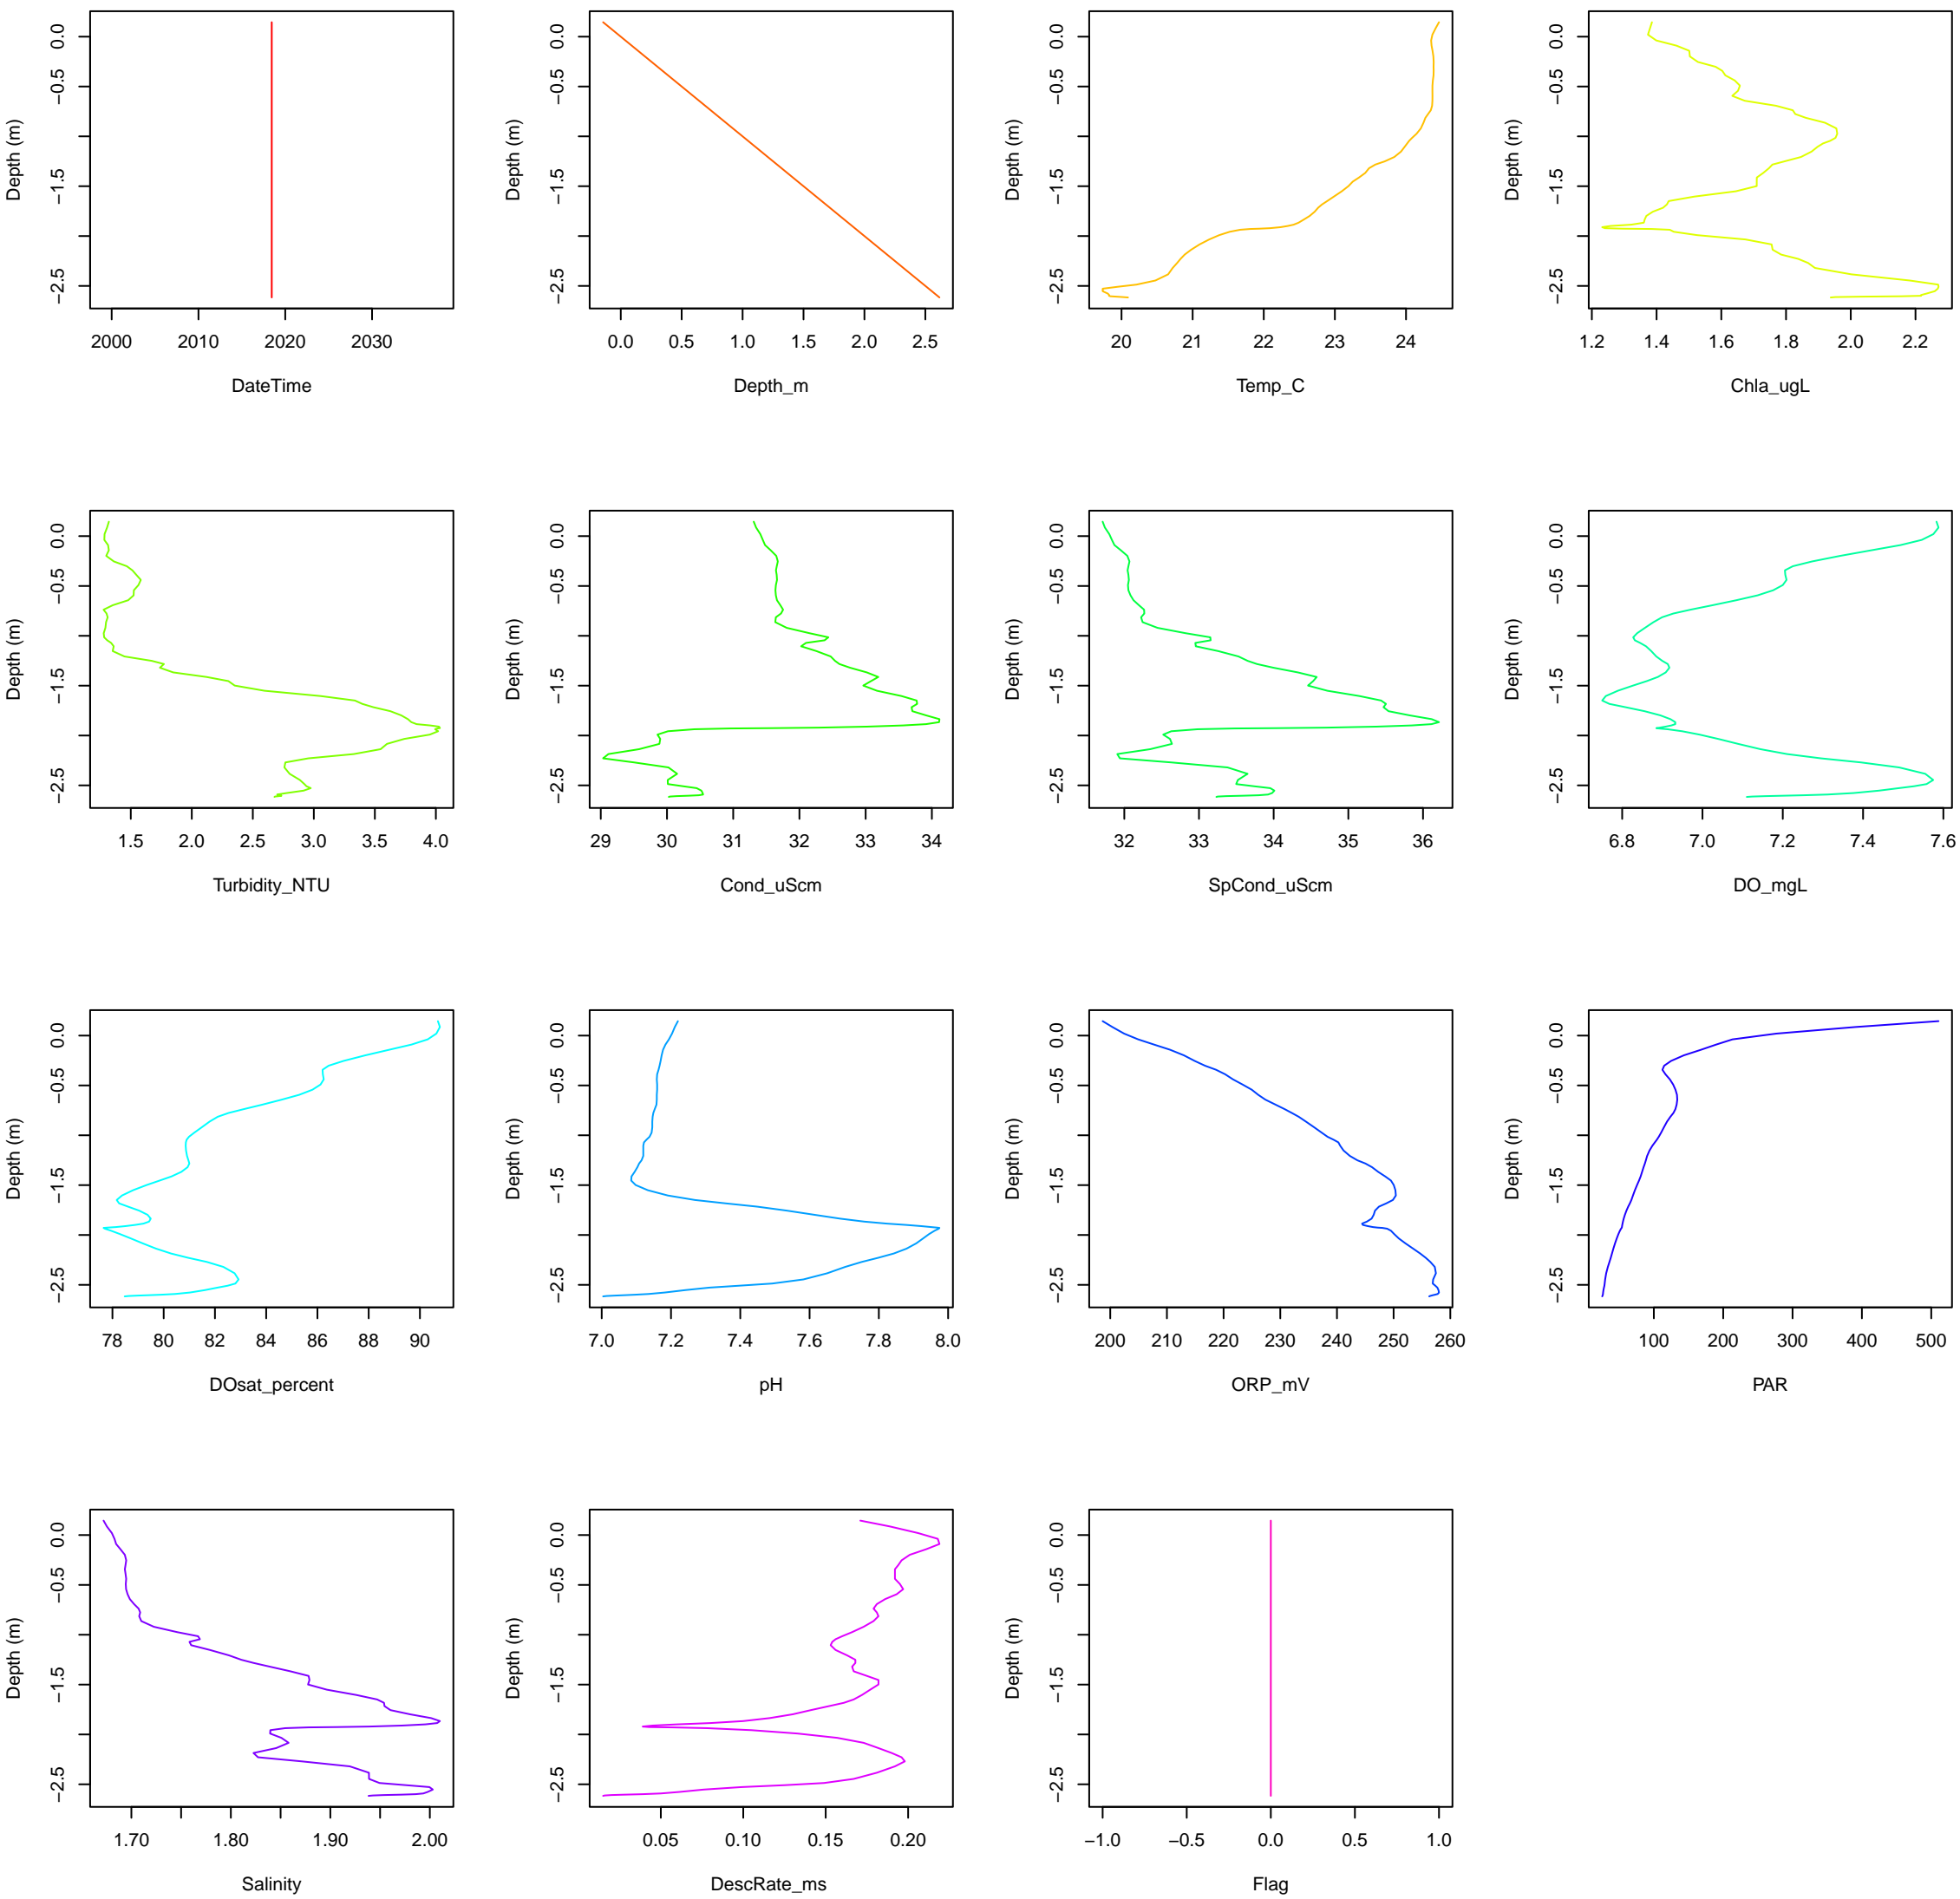 Depth (m)
0.0
−0.5
−1.5
−2.5
2000 2010 2020 2030
DateTime
Depth (m)
0.0
−0.5
−1.5
−2.5
0.0 0.5 1.0 1.5 2.0 2.5
Depth_m
Depth (m)
0.0
−0.5
−1.5
−2.5
20 21 22 23 24
Temp_C
Depth (m)
0.0
−0.5
−1.5
−2.5
1.2 1.4 1.6 1.8 2.0 2.2
Chla_ugL
Depth (m)
0.0
−0.5
−1.5
−2.5
1.5 2.0 2.5 3.0 3.5 4.0
Turbidity_NTU
Depth (m)
0.0
−0.5
−1.5
−2.5
29 30 31 32 33 34
Cond_uScm
Depth (m)
0.0
−0.5
−1.5
−2.5
32 33 34 35 36
SpCond_uScm
Depth (m)
0.0
−0.5
−1.5
−2.5
6.8 7.0 7.2 7.4 7.6
DO_mgL
Depth (m)
0.0
−0.5
−1.5
−2.5
78 80 82 84 86 88 90
DOsat_percent
Depth (m)
0.0
−0.5
−1.5
−2.5
7.0 7.2 7.4 7.6 7.8 8.0
pH
Depth (m)
0.0
−0.5
−1.5
−2.5
200 210 220 230 240 250 260
ORP_mV
Depth (m)
0.0
−0.5
−1.5
−2.5
100 200 300 400 500
PAR
Depth (m)
0.0
−0.5
−1.5
−2.5
1.70 1.80 1.90 2.00
Salinity
Depth (m)
0.0
−0.5
−1.5
−2.5
0.05 0.10 0.15 0.20
DescRate_ms
Depth (m)
0.0
−0.5
−1.5
−2.5
−1.0 −0.5 0.0 0.5 1.0
Flag